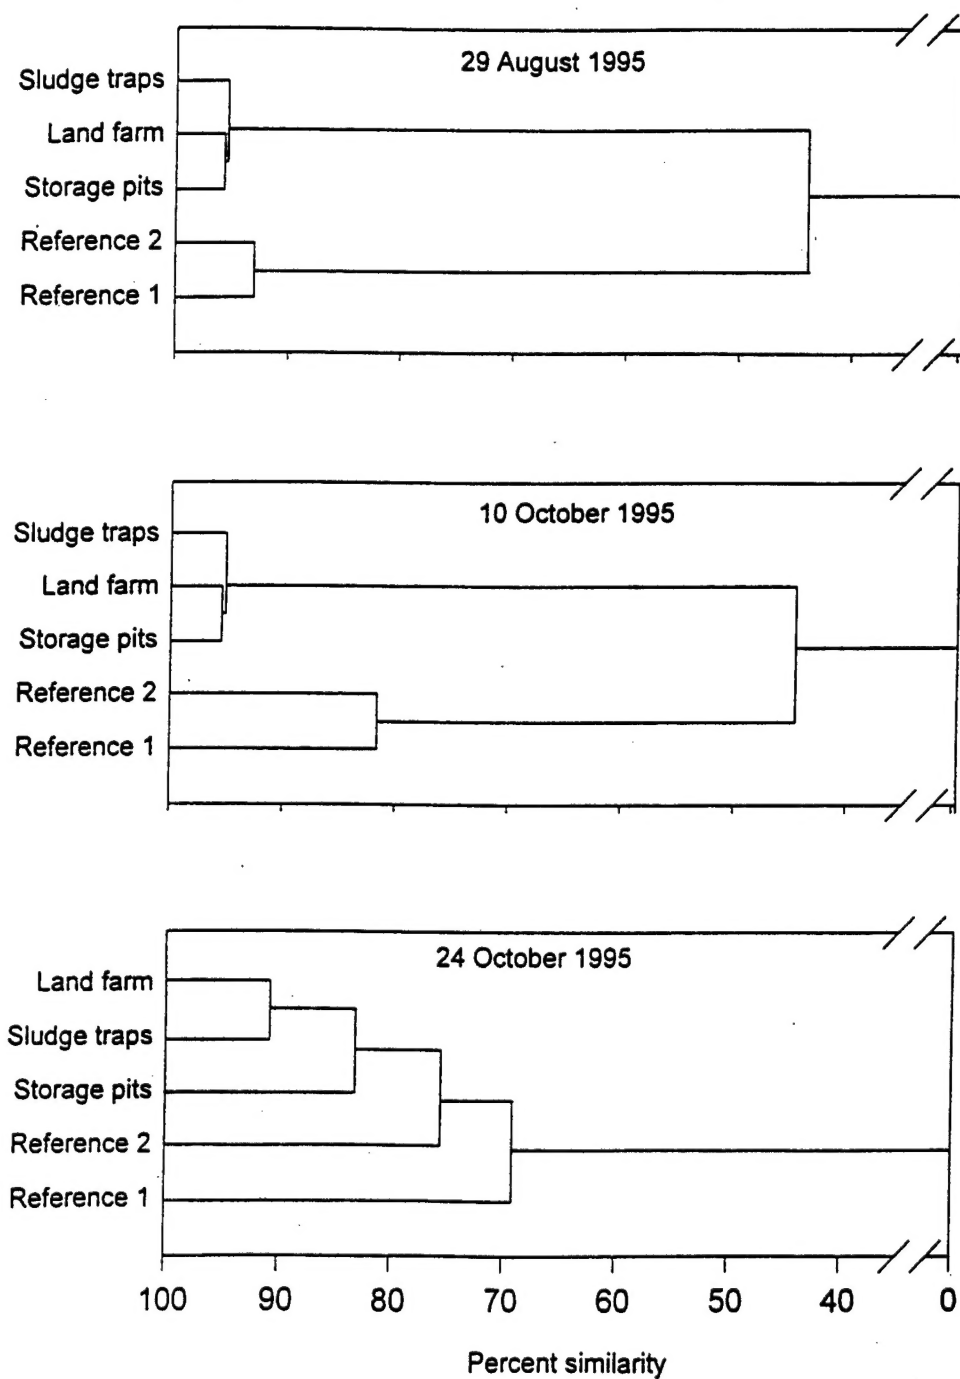 29 August 1995
Sludge traps
Land farm
Storage pits
Reference 2
Reference 1
10 October 1995
Sludge traps
Land farm
Storage pits
Reference 2
Reference 1
24 October 1995
Land farm
Sludge traps
Storage pits
Reference 2
Reference 1
100 90 80 70 60 50 40 0
Percent similarity